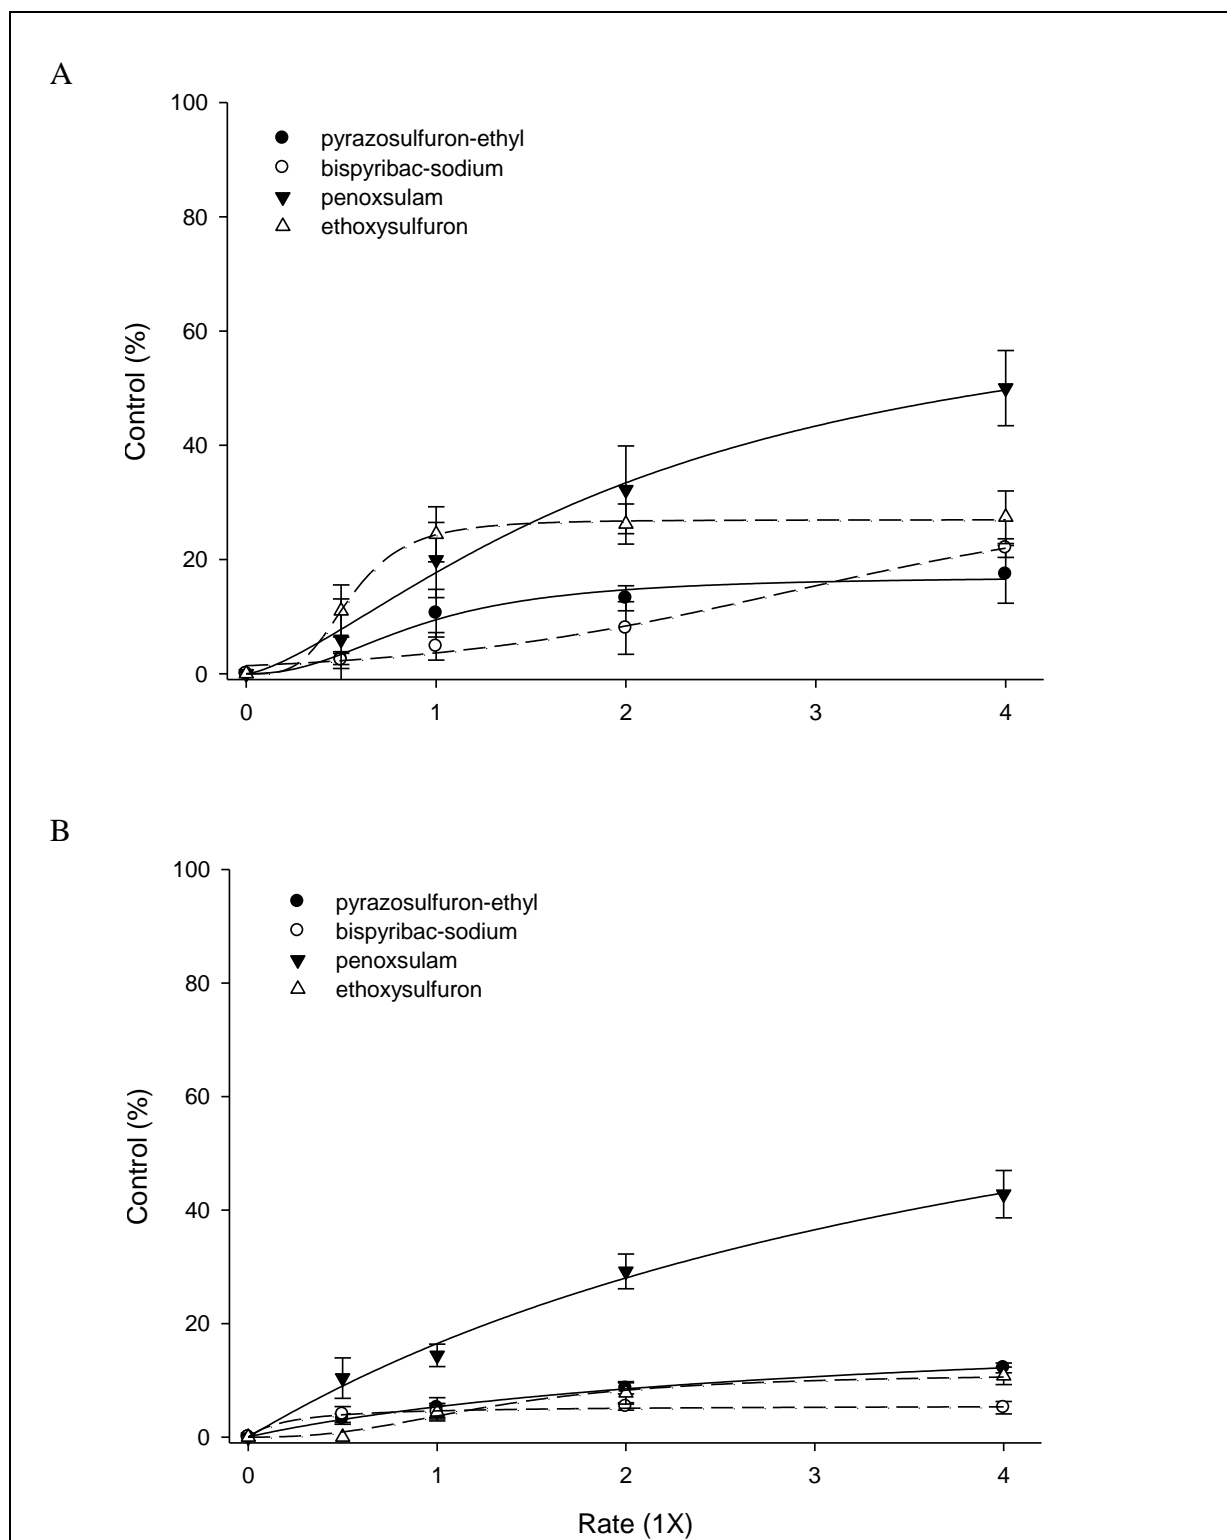 A
100
80
60
40
20
0
Control (%)
pyrazosulfuron-ethyl
bispyribac-sodium
penoxsulam
ethoxysulfuron
0 1 2 3 4
B
100
80
60
40
20
0
Control (%)
pyrazosulfuron-ethyl
bispyribac-sodium
penoxsulam
ethoxysulfuron
0 1 2 3 4
Rate (1X)